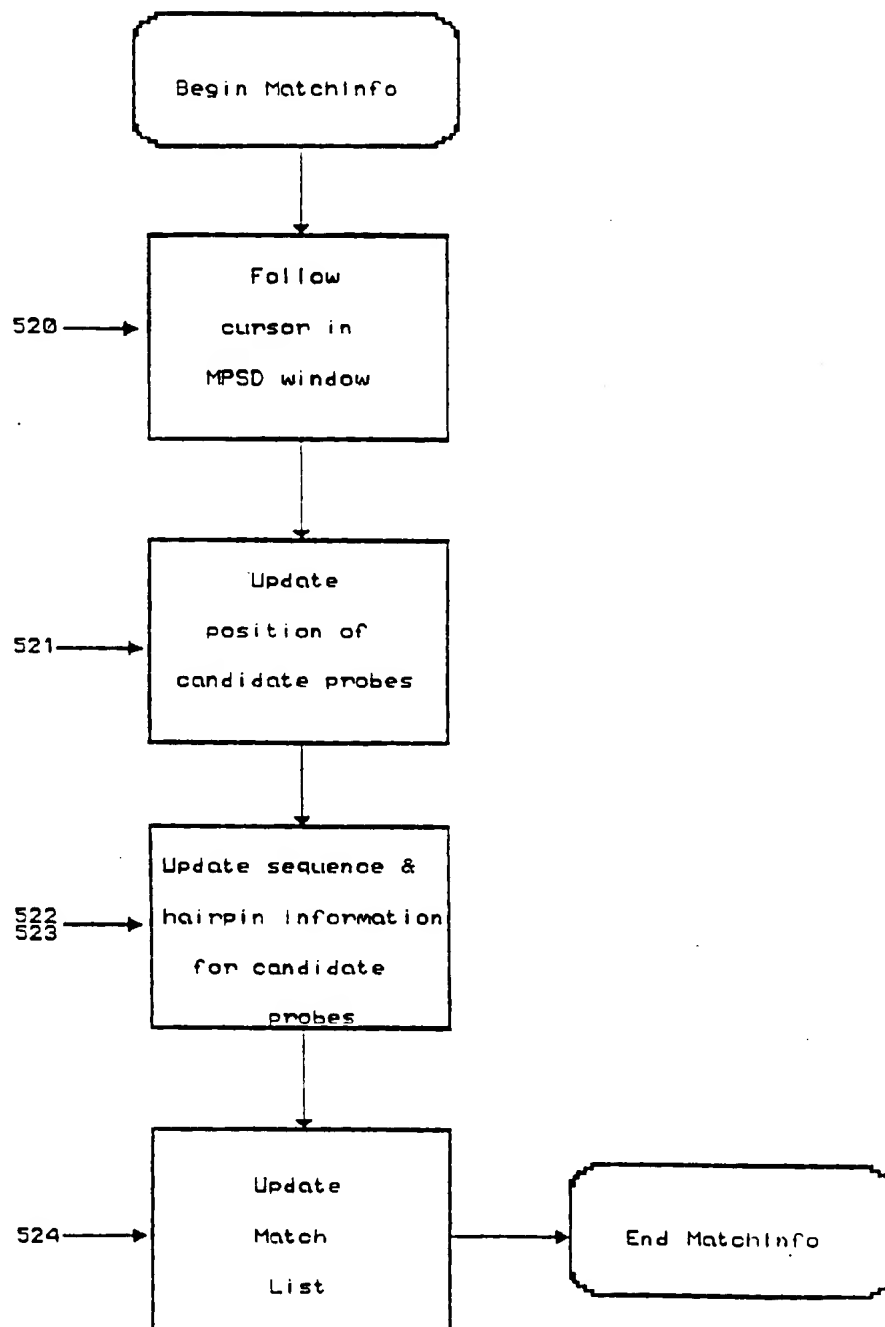 Begin MatchInfo
Follow
cursor in
MPSD window
520
Update
position of
candidate probes
521
Update sequence &
hairpin information
for candidate
probes
522
523
Update
Match
List
524
End MatchInfo